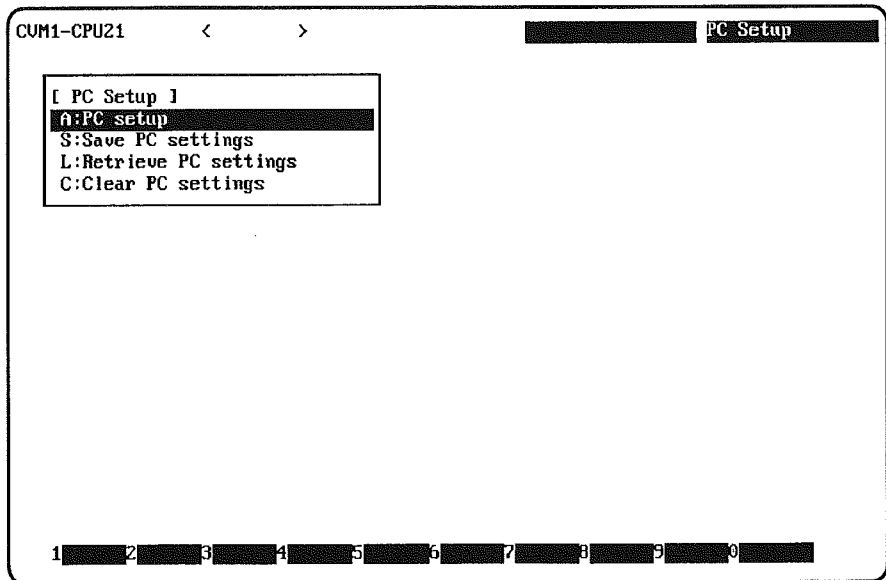 CVM1-CPU21 < > PC Setup
[ PC Setup ]
A:PC setup
S:Save PC settings
L:Retrieve PC settings
C:Clear PC settings
1 2 3 4 5 6 7 8 9 0